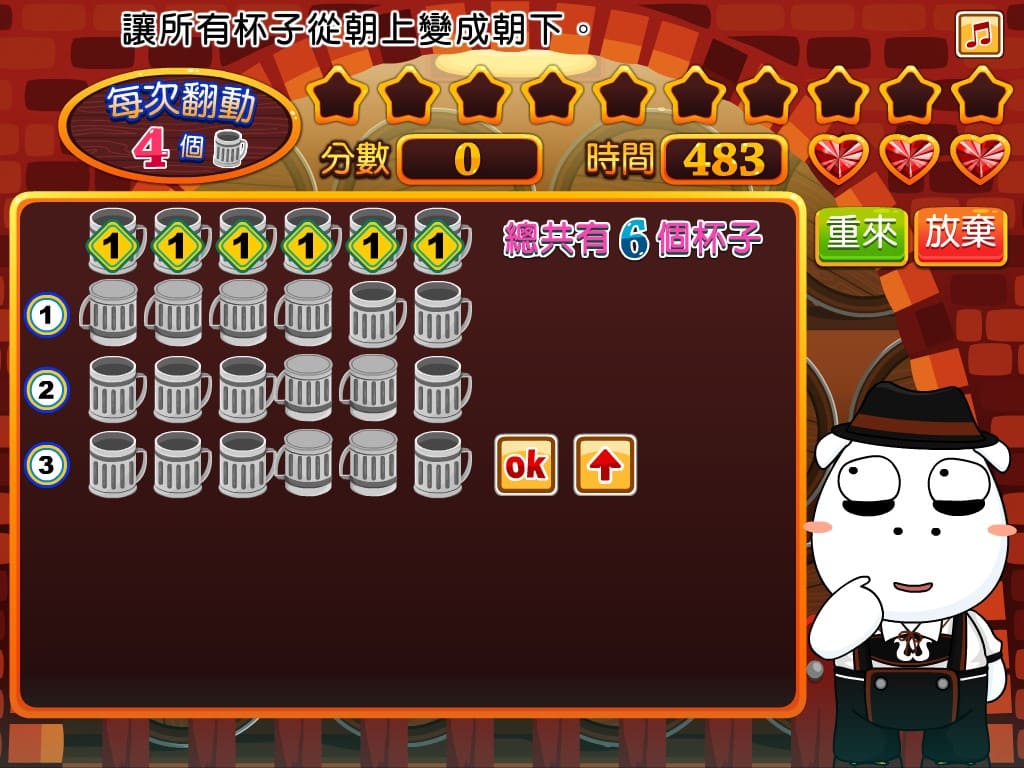 讓所有杯子從朝上變成朝下。
每次翻動
4個
分數 0 時間 483
重來 放棄
1 1 1 1 1 1 總共有6個杯子
1
2
3 ok